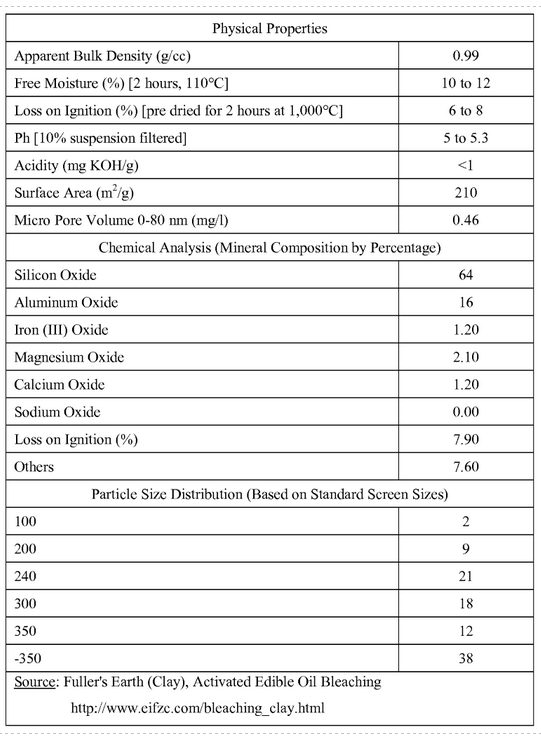 Physical Properties
Apparent Bulk Density (g/cc) 0.99
Free Moisture (%) [2 hours, 110°C] 10 to 12
Loss on Ignition (%) [pre dried for 2 hours at 1,000°C] 6 to 8
Ph [10% suspension filtered] 5 to 5.3
Acidity (mg KOH/g) <1
Surface Area (m²/g) 210
Micro Pore Volume 0-80 nm (mg/l) 0.46
Chemical Analysis (Mineral Composition by Percentage)
Silicon Oxide 64
Aluminum Oxide 16
Iron (III) Oxide 1.20
Magnesium Oxide 2.10
Calcium Oxide 1.20
Sodium Oxide 0.00
Loss on Ignition (%) 7.90
Others 7.60
Particle Size Distribution (Based on Standard Screen Sizes)
100 2
200 9
240 21
300 18
350 12
-350 38
Source: Fuller's Earth (Clay), Activated Edible Oil Bleaching
http://www.eifzc.com/bleaching_clay.html